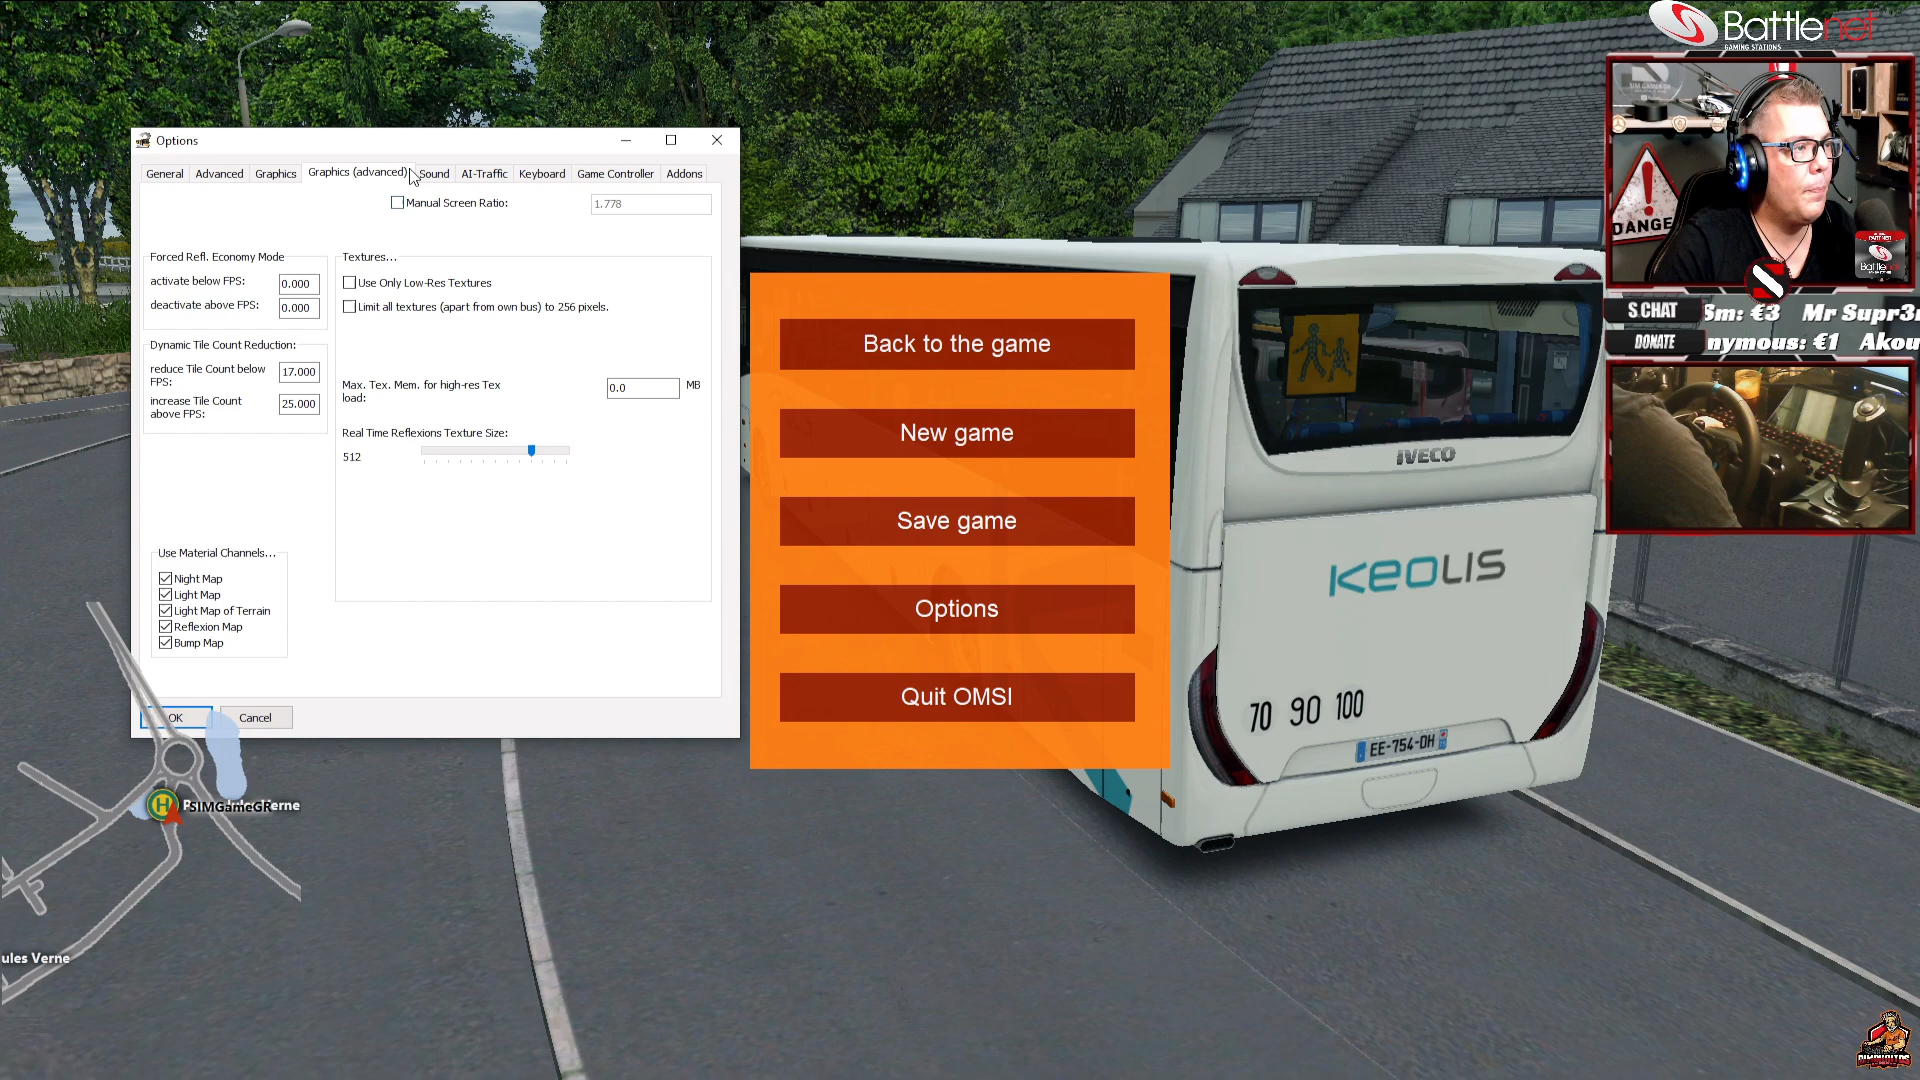 Battlenet
GAMING STATIONS
Options
General
Advanced
Graphics
Graphics (advanced)
Sound
AI-Traffic
Keyboard
Game Controller
Addons
Manual Screen Ratio:
1.778
Forced Refl. Economy Mode
activate below FPS:
0.000
deactivate above FPS:
0.000
Dynamic Tile Count Reduction:
reduce Tile Count below
FPS:
17.000
increase Tile Count
above FPS:
25.000
Textures...
Use Only Low-Res Textures
Limit all textures (apart from own bus) to 256 pixels.
Max. Tex. Mem. for high-res Tex
load:
0.0
MB
Real Time Reflexions Texture Size:
512
Use Material Channels...
Night Map
Light Map
Light Map of Terrain
Reflexion Map
Bump Map
OK
Cancel
Back to the game
New game
Save game
Options
Quit OMSI
IVECO
KEOLIS
70 90 100
EE-754-DH
DANGE
S.CHAT
Sm: €3 Mr Supr3
DONATE
nymous: €1 Akou
SIMGameGR
erne
ules Verne